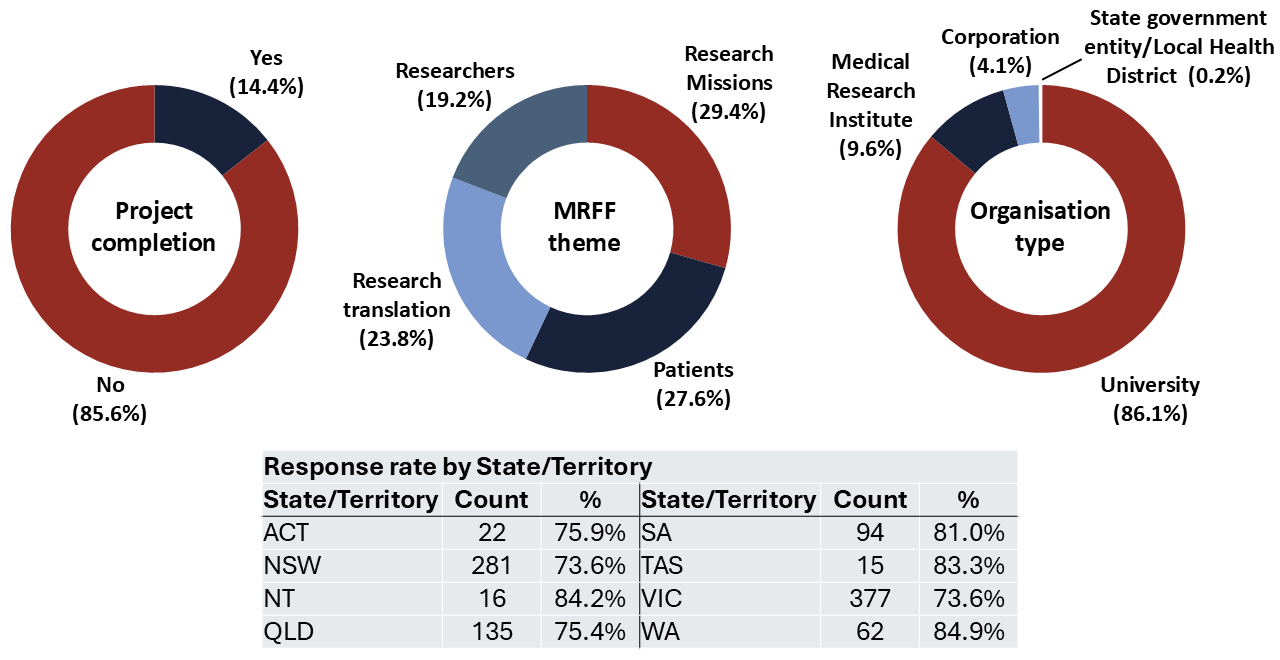 Yes
(14.4%)
Project
completion
No
(85.6%)
Researchers
(19.2%)
Research
Missions
(29.4%)
MRFF
theme
Research
translation
(23.8%)
Patients
(27.6%)
Medical
Research
Institute
(9.6%)
Corporation
(4.1%)
State government
entity/Local Health
District (0.2%)
Organisation
type
University
(86.1%)
Response rate by State/Territory
State/Territory Count % State/Territory Count %
ACT 22 75.9% SA 94 81.0%
NSW 281 73.6% TAS 15 83.3%
NT 16 84.2% VIC 377 73.6%
QLD 135 75.4% WA 62 84.9%